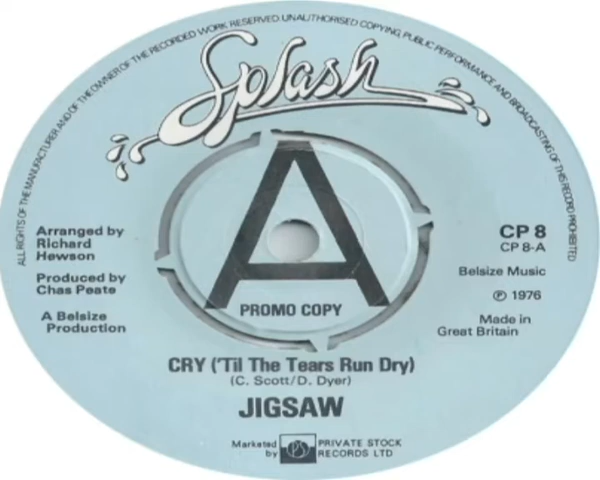 ALL RIGHTS OF THE MANUFACTURER AND OF THE OWNER OF THE RECORDED WORK RESERVED. UNAUTHORISED COPYING, PUBLIC PERFORMANCE AND BROADCASTING OF THIS RECORD PROHIBITED
Splash
A
PROMO COPY
Arranged by
Richard
Hewson
Produced by
Chas Peate
A Belsize
Production
CP 8
CP 8-A
Belsize Music
℗ 1976
Made in
Great Britain
CRY ('Til The Tears Run Dry)
(C. Scott/D. Dyer)
JIGSAW
Marketed
by
PS
PRIVATE STOCK
RECORDS LTD